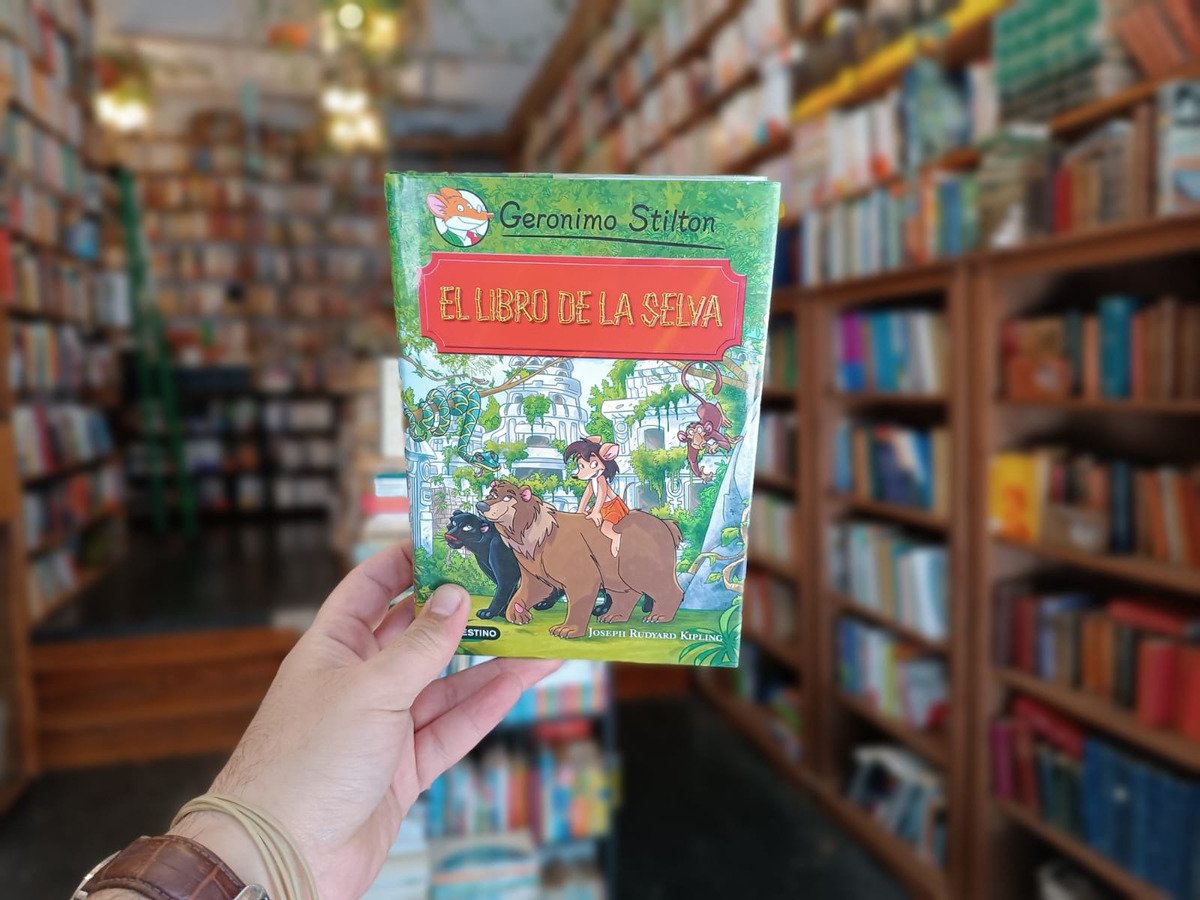 Geronimo Stilton
EL LIBRO DE LA SELVA
JOSEPH RUDYARD KIPLING